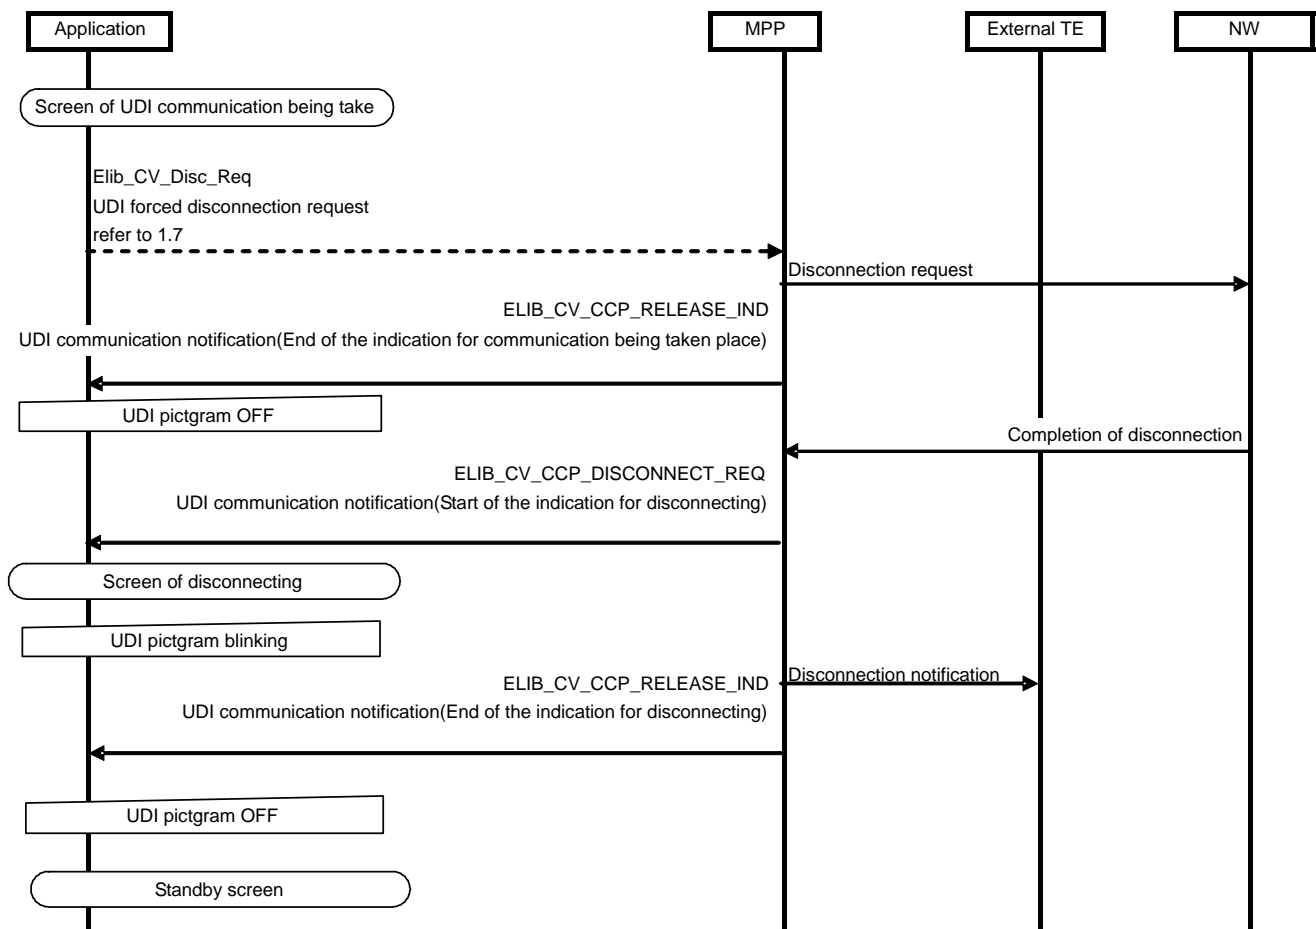 Application
MPP
External TE
NW
Screen of UDI communication being take
Elib_CV_Disc_Req
UDI forced disconnection request
refer to 1.7
Disconnection request
ELIB_CV_CCP_RELEASE_IND
UDI communication notification(End of the indication for communication being taken place)
UDI pictgram OFF
Completion of disconnection
ELIB_CV_CCP_DISCONNECT_REQ
UDI communication notification(Start of the indication for disconnecting)
Screen of disconnecting
UDI pictgram blinking
Disconnection notification
ELIB_CV_CCP_RELEASE_IND
UDI communication notification(End of the indication for disconnecting)
UDI pictgram OFF
Standby screen